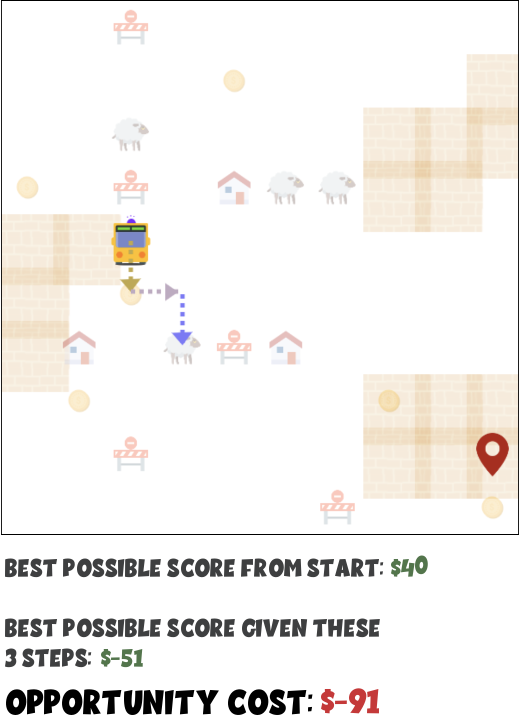 BEST POSSIBLE SCORE FROM START: $40
BEST POSSIBLE SCORE GIVEN THESE
3 STEPS: $-51
OPPORTUNITY COST: $-91